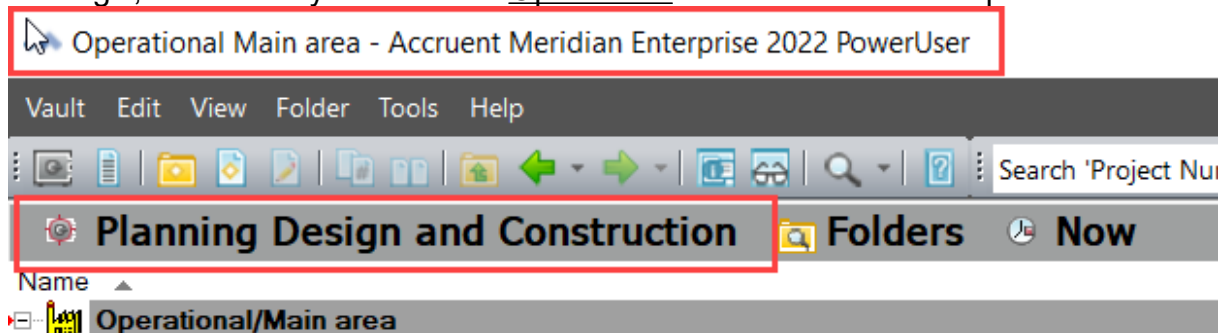 Operational Main area - Accruent Meridian Enterprise 2022 PowerUser
Vault Edit View Folder Tools Help
Search 'Project Nu
Planning Design and Construction Folders Now
Name
Operational/Main area